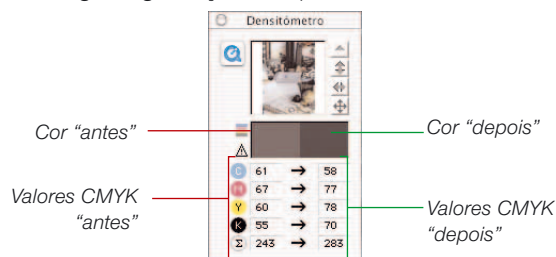 Densitómetro
Cor “antes”
Cor “depois”
C 61 → 58
M 67 → 77
Y 60 → 78
K 55 → 70
Σ 243 → 283
Valores CMYK
“antes”
Valores CMYK
“depois”